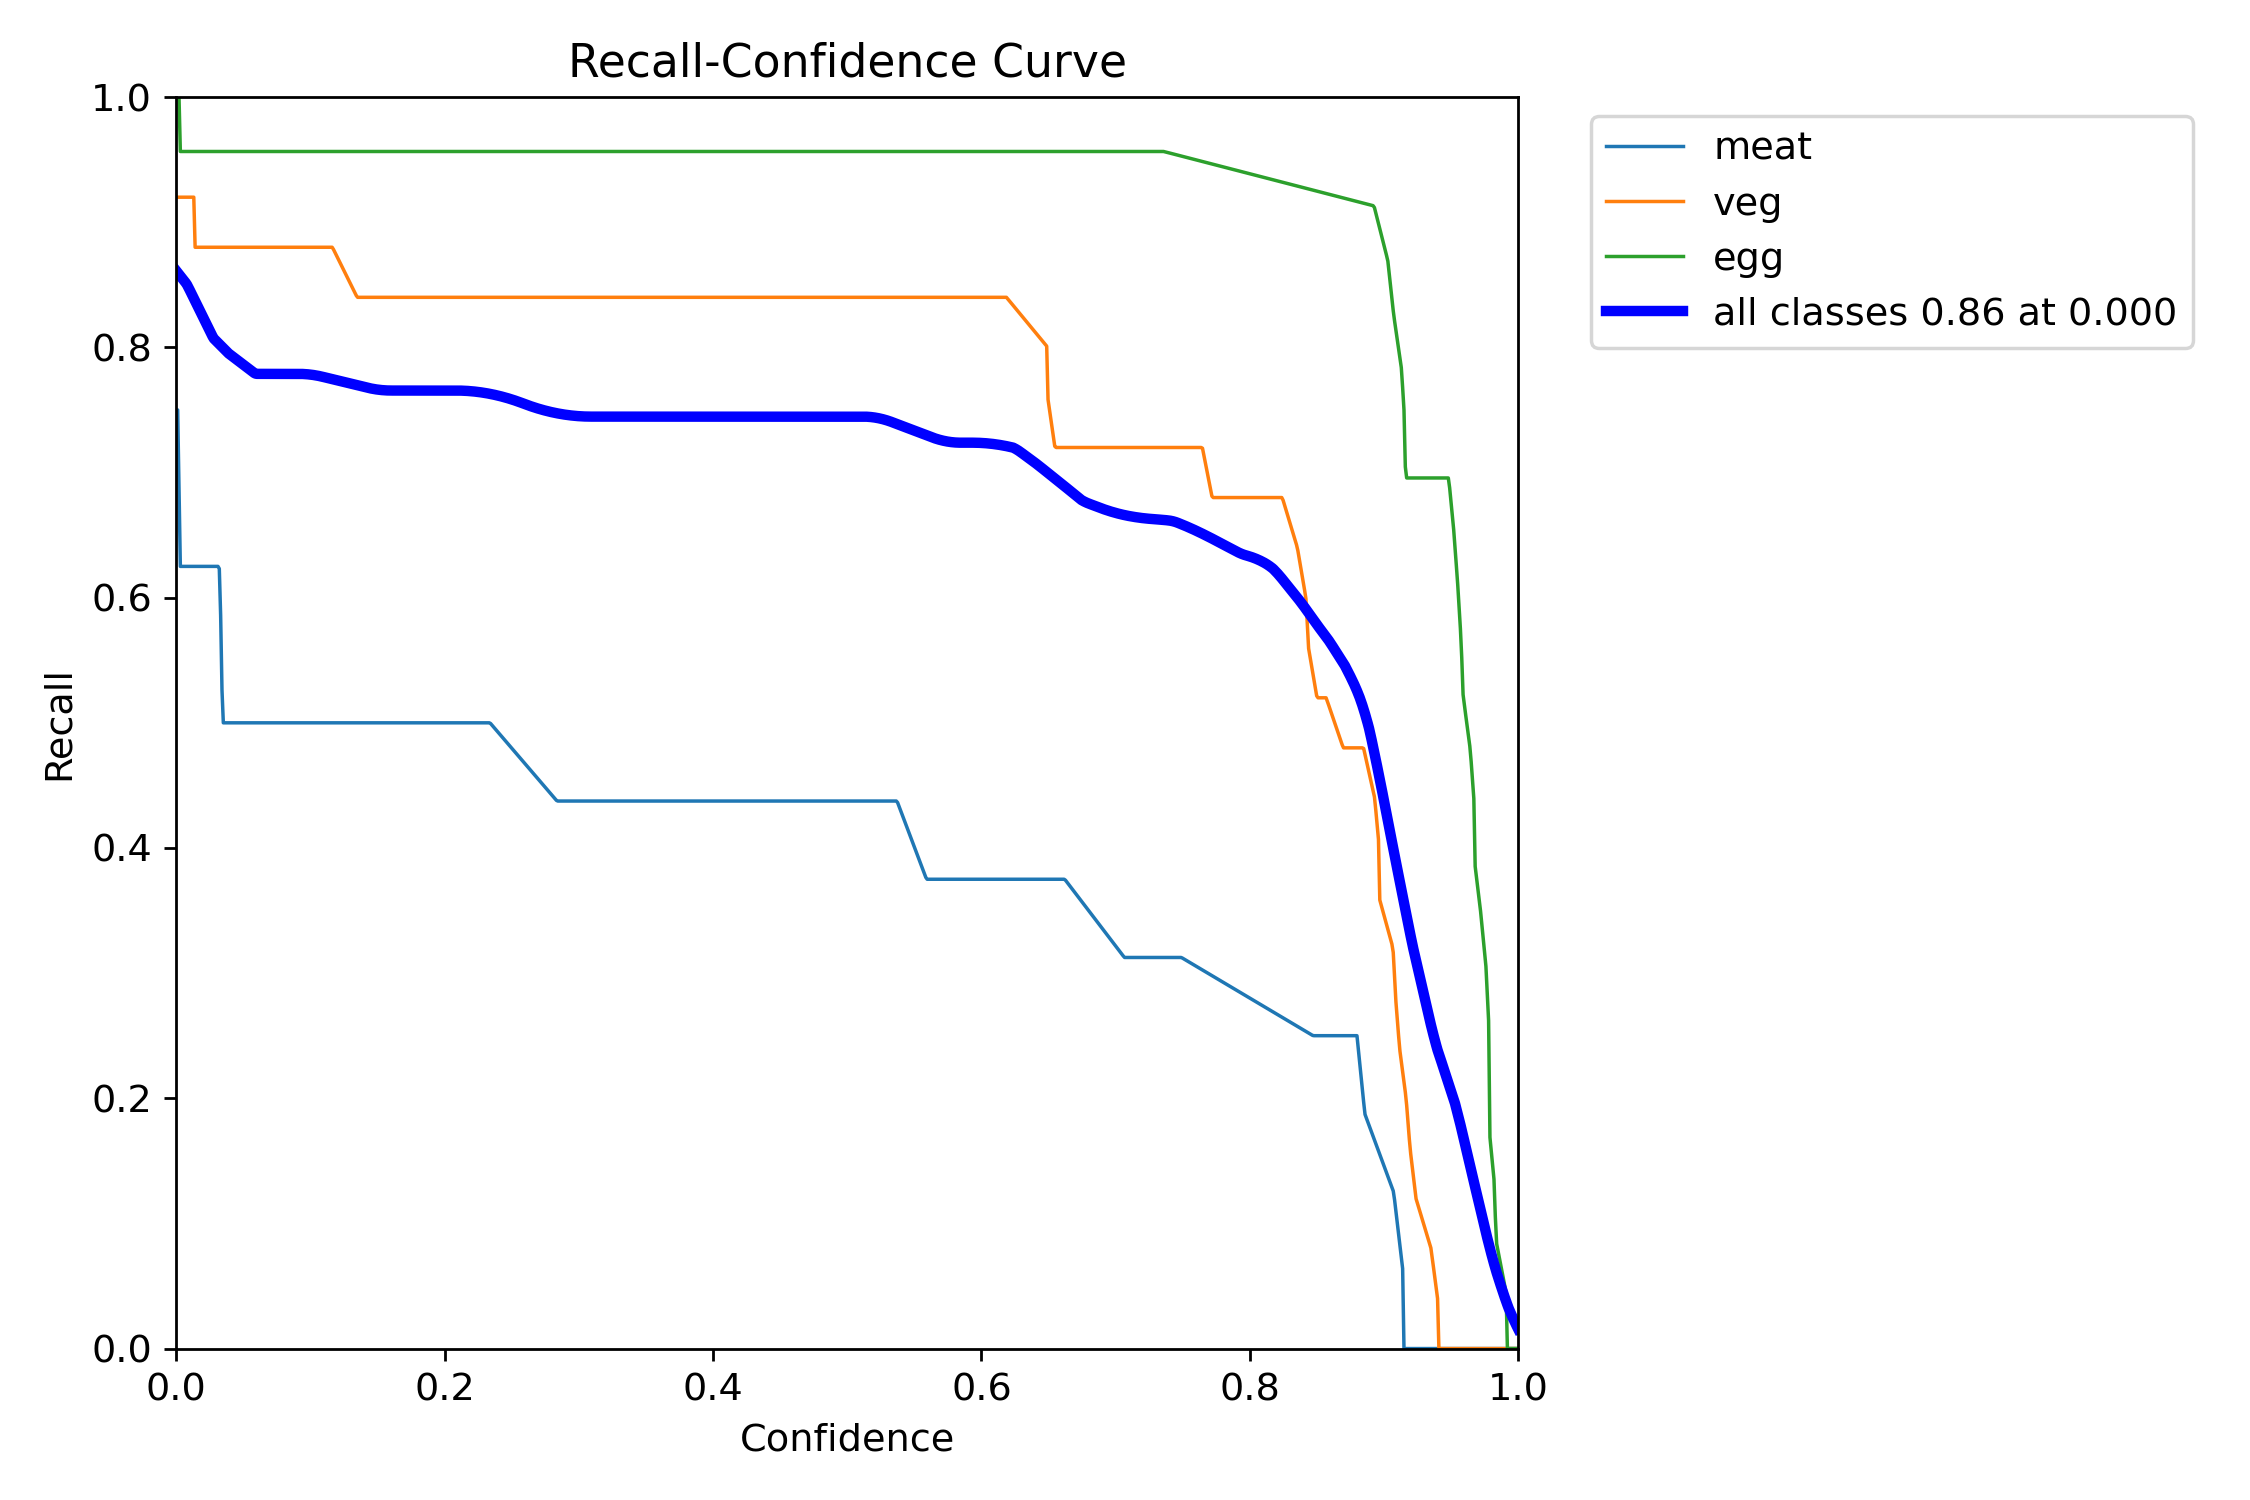 Recall-Confidence Curve
1.0
0.8
0.6
0.4
0.2
0.0
Recall
0.0 0.2 0.4 0.6 0.8 1.0
Confidence
meat
veg
egg
all classes 0.86 at 0.000